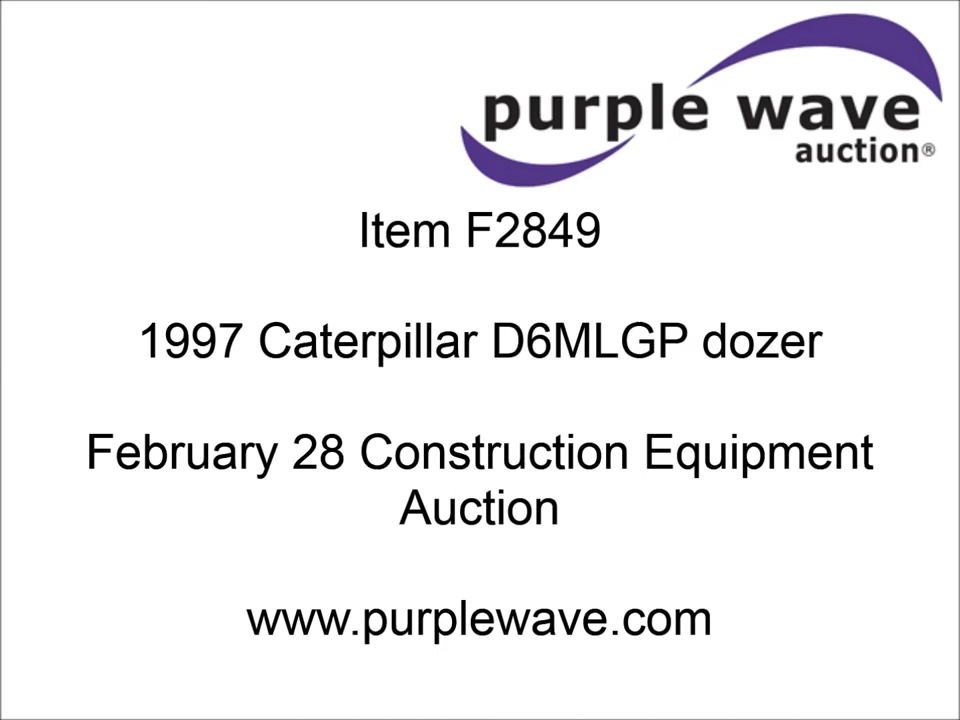 purple wave
auction®
Item F2849
1997 Caterpillar D6MLGP dozer
February 28 Construction Equipment
Auction
www.purplewave.com